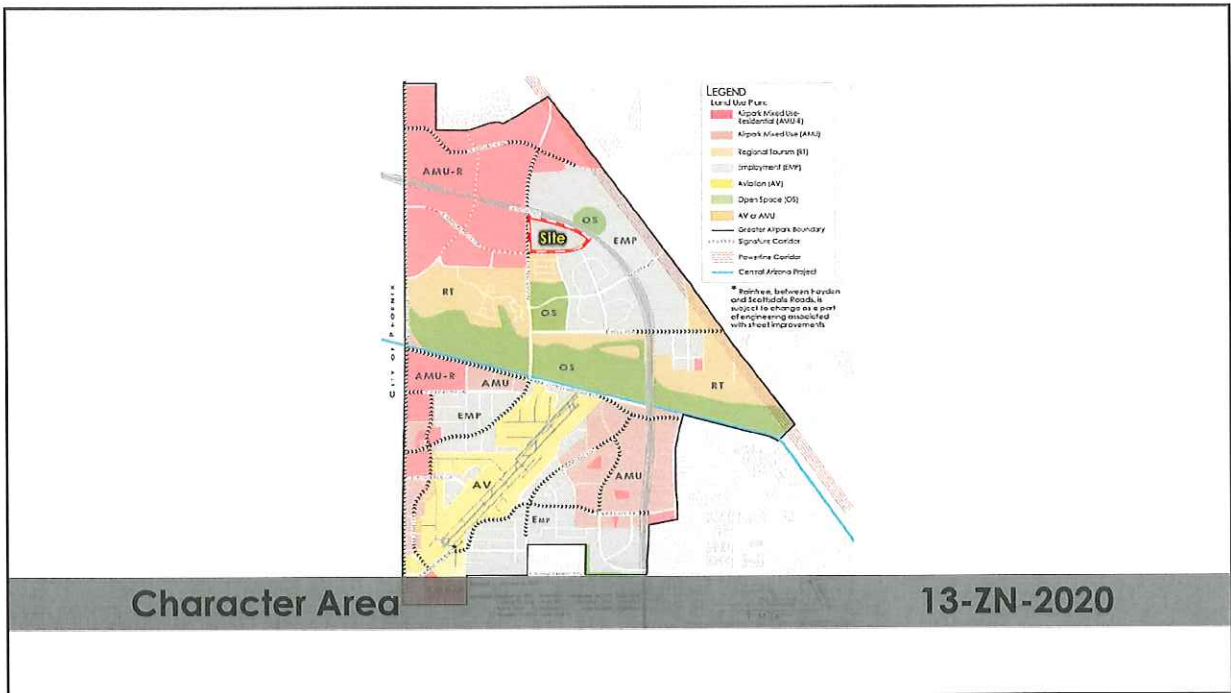 LEGEND
Land Use Plan:
Airpark Mixed Use-
Residential (AMU-R)
Airpark Mixed Use (AMU)
Regional Tourism (RT)
Employment (EMP)
Aviation (AV)
Open Space (OS)
AV or AMU
Greater Airpark Boundary
Signature Corridor
Powerline Corridor
Central Arizona Project
* Raintree, between Hayden
and Scottsdale Roads, is
subject to change as a part
of engineering associated
with street improvements
AMU-R
OS
Site
EMP
RT
OS
CITY OF PHOENIX
OS
AMU-R
AMU
RT
EMP
AMU
AV
EMP
Character Area
13-ZN-2020